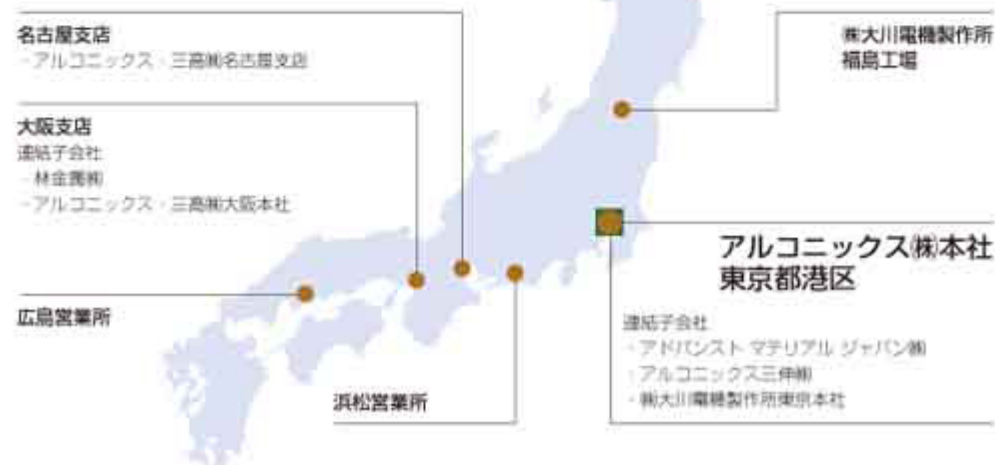 名古屋支店
・アルコニックス・三高㈱名古屋支店
大阪支店
連結子会社
・林金属㈱
・アルコニックス・三高㈱大阪本社
広島営業所
浜松営業所
㈱大川電機製作所
福島工場
アルコニックス㈱本社
東京都港区
連結子会社
・アドバンスト マテリアル ジャパン㈱
・アルコニックス三伸㈱
・㈱大川電機製作所東京本社